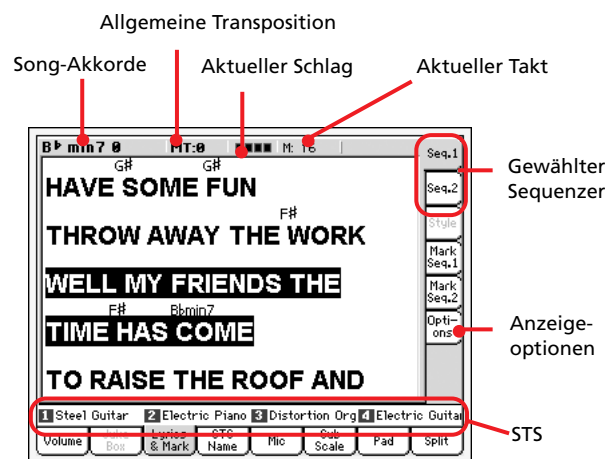 Allgemeine Transposition
Song-Akkorde
Aktueller Schlag
Aktueller Takt
B♭ min7 0
MT:0
M: 16
Seq.1
G#
G#
HAVE SOME FUN
Gewählter
Sequenzer
Seq.2
F#
THROW AWAY THE WORK
Style
Mark
Seq.1
WELL MY FRIENDS THE
Mark
Seq.2
F#
B♭min7
TIME HAS COME
Opti-
ons
Anzeige-
optionen
TO RAISE THE ROOF AND
1 Steel Guitar
2 Electric Piano
3 Distortion Org
4 Electric Guitar
STS
Volume
Juke
Box
Lyrics
& Mark
STS
Name
Mic
Sub
Scale
Pad
Split